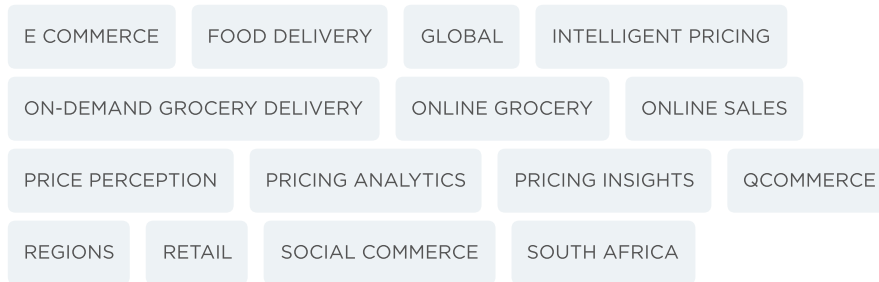 E COMMERCE FOOD DELIVERY GLOBAL INTELLIGENT PRICING
ON-DEMAND GROCERY DELIVERY ONLINE GROCERY ONLINE SALES
PRICE PERCEPTION PRICING ANALYTICS PRICING INSIGHTS QCOMMERCE
REGIONS RETAIL SOCIAL COMMERCE SOUTH AFRICA